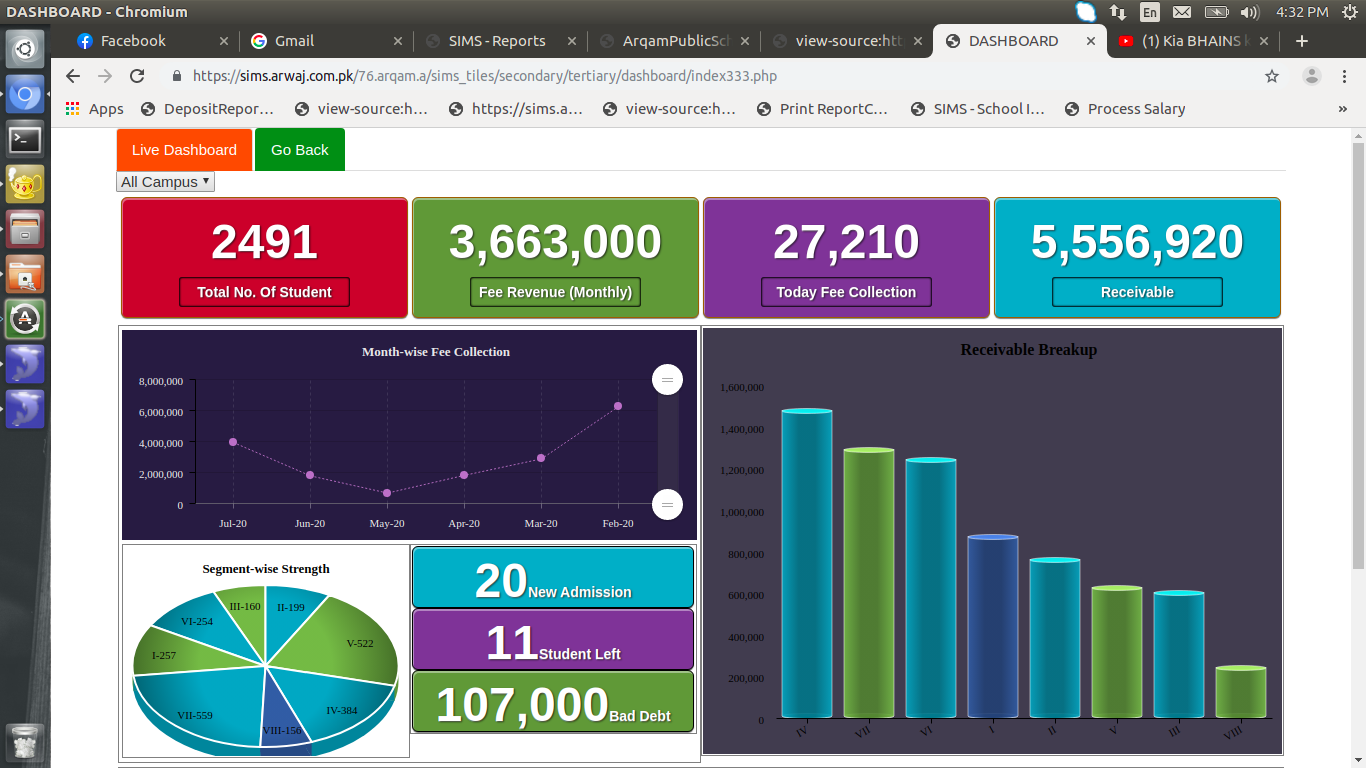 DASHBOARD - Chromium
En
4:32 PM
Facebook
Gmail
SIMS - Reports
ArqamPublicSc
view-source:htt
DASHBOARD
(1) Kia BHAINS k
https://sims.arwaj.com.pk/76.arqam.a/sims_tiles/secondary/tertiary/dashboard/index333.php
Apps
DepositRepor...
view-source:h...
https://sims.a...
view-source:h...
Print ReportC...
SIMS - School I...
Process Salary
»
Live Dashboard
Go Back
All Campus
2491
Total No. Of Student
3,663,000
Fee Revenue (Monthly)
27,210
Today Fee Collection
5,556,920
Receivable
Month-wise Fee Collection
8,000,000
6,000,000
4,000,000
2,000,000
0
Jul-20
Jun-20
May-20
Apr-20
Mar-20
Feb-20
Receivable Breakup
1,600,000
1,400,000
1,200,000
1,000,000
800,000
600,000
400,000
200,000
0
IV
VII
VI
I
II
V
III
VIII
Segment-wise Strength
III-160
II-199
VI-254
V-522
I-257
IV-384
VII-559
VIII-156
20 New Admission
11 Student Left
107,000 Bad Debt